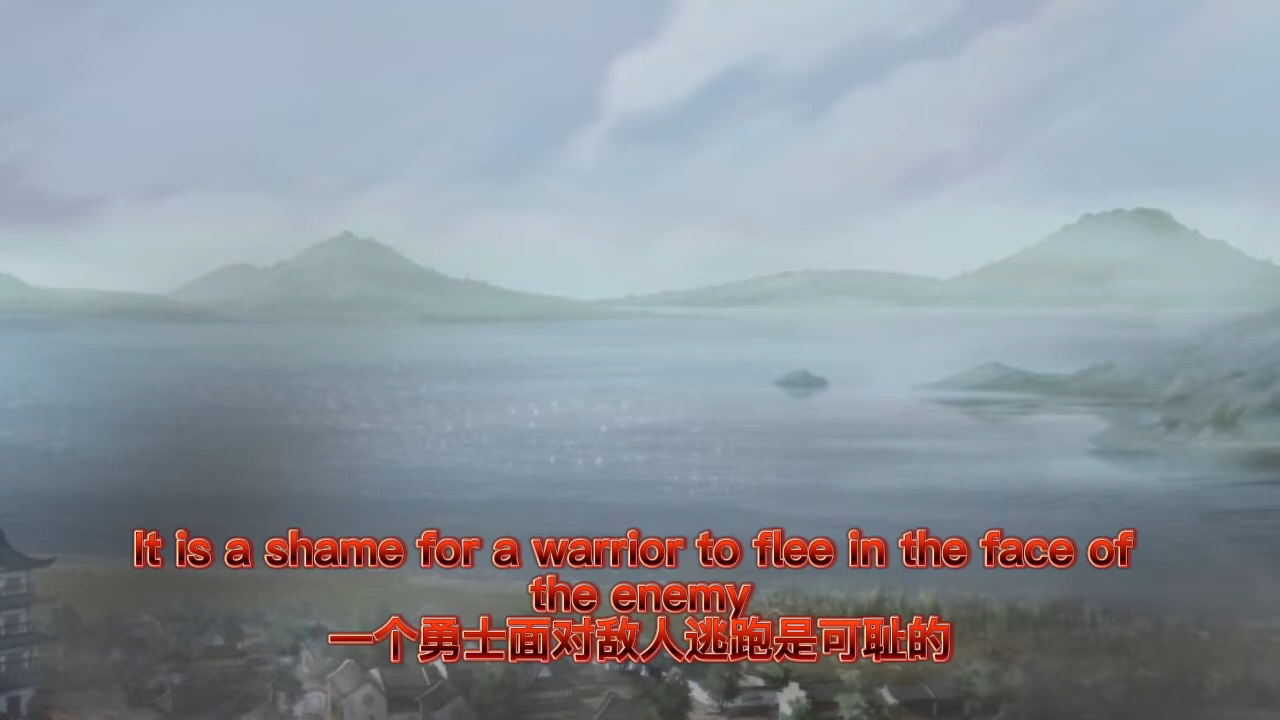 It is a shame for a warrior to flee in the face of
the enemy
一个勇士面对敌人逃跑是可耻的